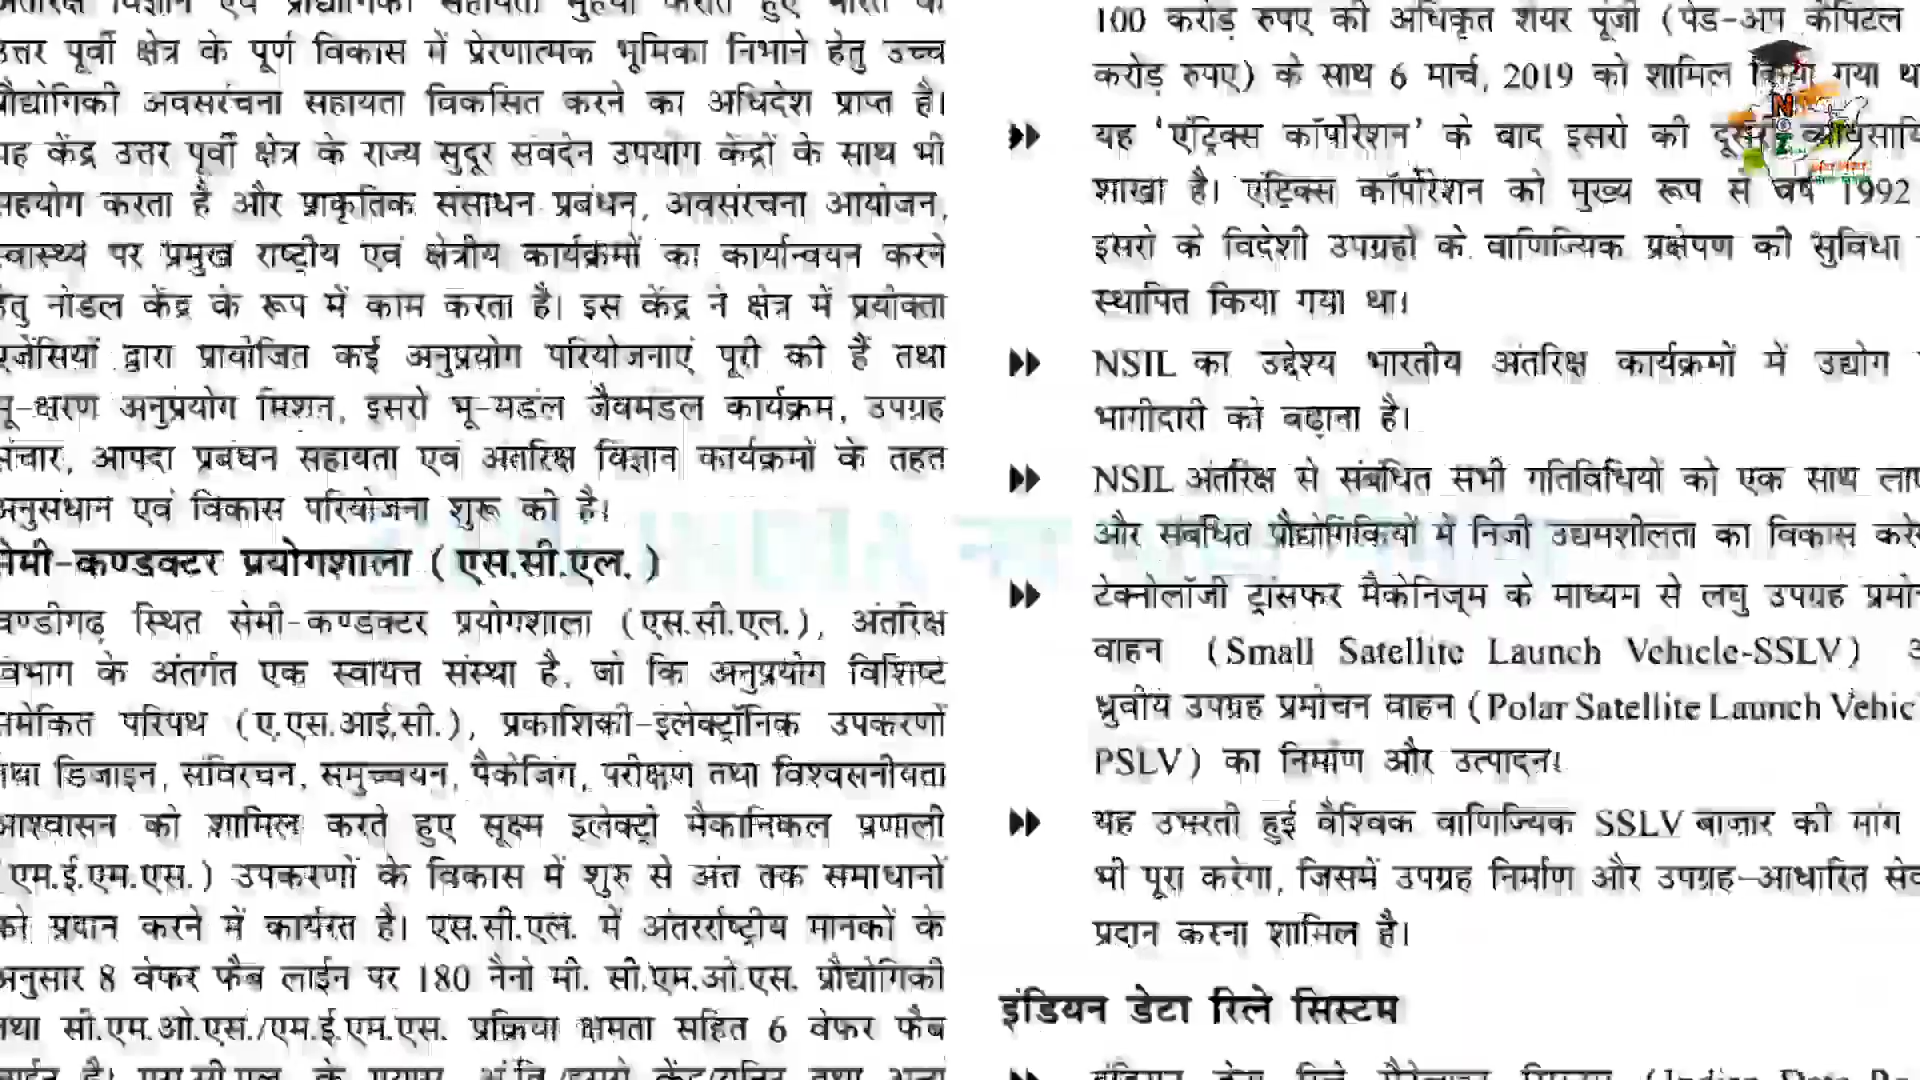 अंतरिक्ष विज्ञान एवं प्रौद्योगिकी सहायता मुहैया कराते हुए भारत के
उत्तर पूर्वी क्षेत्र के पूर्ण विकास में प्रेरणात्मक भूमिका निभाने हेतु उच्च
प्रौद्योगिकी अवसरंचना सहायता विकसित करने का अधिदेश प्राप्त है।
यह केंद्र उत्तर पूर्वी क्षेत्र के राज्य सुदूर संवदेन उपयोग केंद्रों के साथ भी
सहयोग करता है और प्राकृतिक संसाधन प्रबंधन, अवसंरचना आयोजन,
स्वास्थ्य पर प्रमुख राष्ट्रीय एवं क्षेत्रीय कार्यक्रमों का कार्यान्वयन करने
हेतु नोडल केंद्र के रूप में काम करता है। इस केंद्र ने क्षेत्र में प्रयोक्ता
एजेंसियों द्वारा प्रायोजित कई अनुप्रयोग परियोजनाएं पूरी की हैं तथा
भू-क्षरण अनुप्रयोग मिशन, इसरो भू-मडंल जैवमंडल कार्यक्रम, उपग्रह
संचार, आपदा प्रबंधन सहायता एवं अंतरिक्ष विज्ञान कार्यक्रमों के तहत
अनुसंधान एवं विकास परियोजना शुरू की है।
सेमी-कण्डक्टर प्रयोगशाला (एस.सी.एल.)
चण्डीगढ़ स्थित सेमी-कण्डक्टर प्रयोगशाला (एस.सी.एल.), अंतरिक्ष
विभाग के अंतर्गत एक स्वायत्त संस्था है, जो कि अनुप्रयोग विशिष्ट
समेकित परिपथ (ए.एस.आई.सी.), प्रकाशिकी-इलेक्ट्रॉनिक उपकरणों
तथा डिजाइन, संविरचन, समुच्चयन, पैकेजिंग, परीक्षण तथा विश्वसनीयता
आश्वासन को शामिल करते हुए सूक्ष्म इलेक्ट्रो मैकानिकल प्रणाली
(एम.ई.एम.एस.) उपकरणों के विकास में शुरु से अंत तक समाधानों
को प्रदान करने में कार्यरत है। एस.सी.एल. में अंतर्राष्ट्रीय मानकों के
अनुसार 8 वेफर फैब लाईन पर 180 नैनो मी. सी.एम.ओ.एस. प्रौद्योगिकी
तथा सी.एम.ओ.एस./एम.ई.एम.एस. प्रक्रिया क्षमता सहित 6 वेफर फैब
100 करोड़ रुपए की अधिकृत शेयर पूंजी (पेड-अप कैपिटल
करोड़ रुपए) के साथ 6 मार्च, 2019 को शामिल किया गया
यह 'एंट्रिक्स कॉर्पोरेशन' के बाद इसरो की दूसरी
शाखा है। एंट्रिक्स कॉर्पोरेशन को मुख्य रूप से वर्ष 1992
इसरो के विदेशी उपग्रहों के वाणिज्यिक प्रक्षेपण की सुविधा
स्थापित किया गया था।
NSIL का उद्देश्य भारतीय अंतरिक्ष कार्यक्रमों में उद्योग
भागीदारी को बढ़ाना है।
NSIL अंतरिक्ष से संबंधित सभी गतिविधियों को एक साथ
और संबंधित प्रौद्योगिकियों में निजी उद्यमशीलता का विकास
टेक्नोलॉजी ट्रांसफर मैकेनिज्म के माध्यम से लघु उपग्रह
वाहन (Small Satellite Launch Vehicle-SSLV)
ध्रुवीय उपग्रह प्रमोचन वाहन (Polar Satellite Launch Vehic
PSLV) का निर्माण और उत्पादन।
यह उभरती हुई वैश्विक वाणिज्यिक SSLV बाजार की मांग
भी पूरा करेगा, जिसमें उपग्रह निर्माण और उपग्रह-आधारित
प्रदान करना शामिल है।
इंडियन डेटा रिले सिस्टम